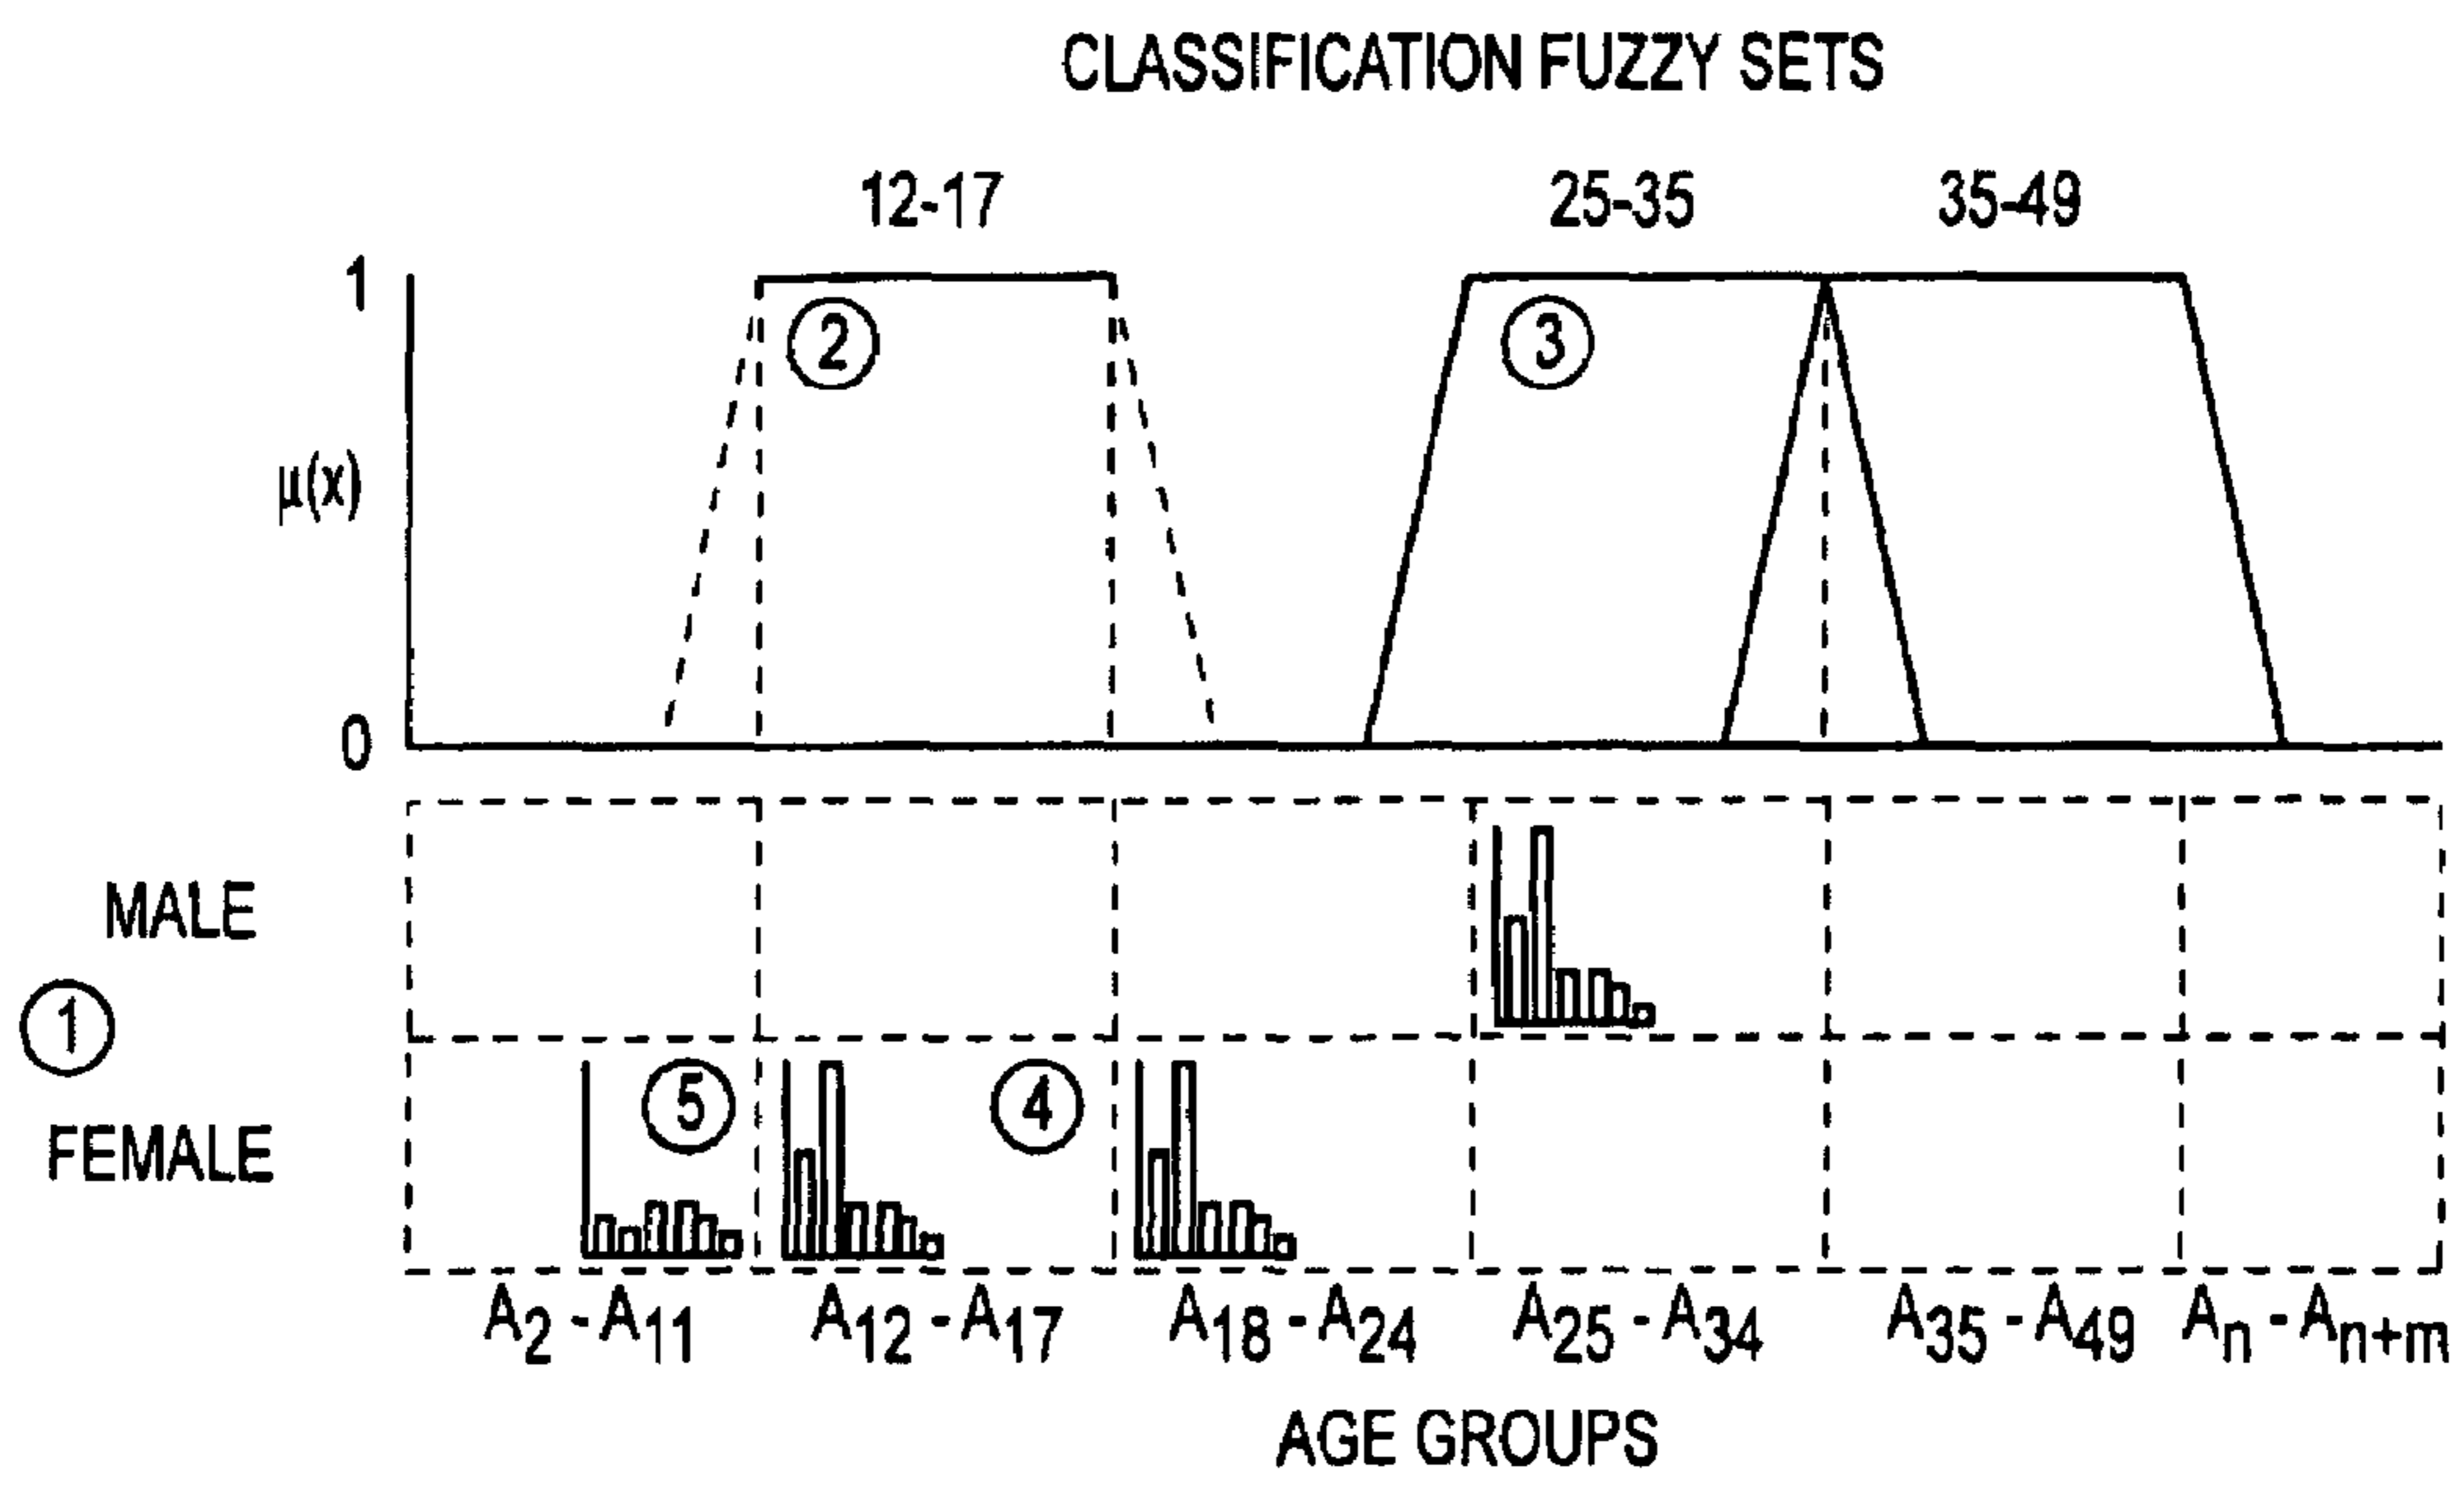 CLASSIFICATION FUZZY SETS
12-17 25-35 35-49
1
2 3
μ(x)
0
MALE
1
5 4
FEMALE
A2 - A11 A12 - A17 A18 - A24 A25 - A34 A35 - A49 An - An+m
AGE GROUPS